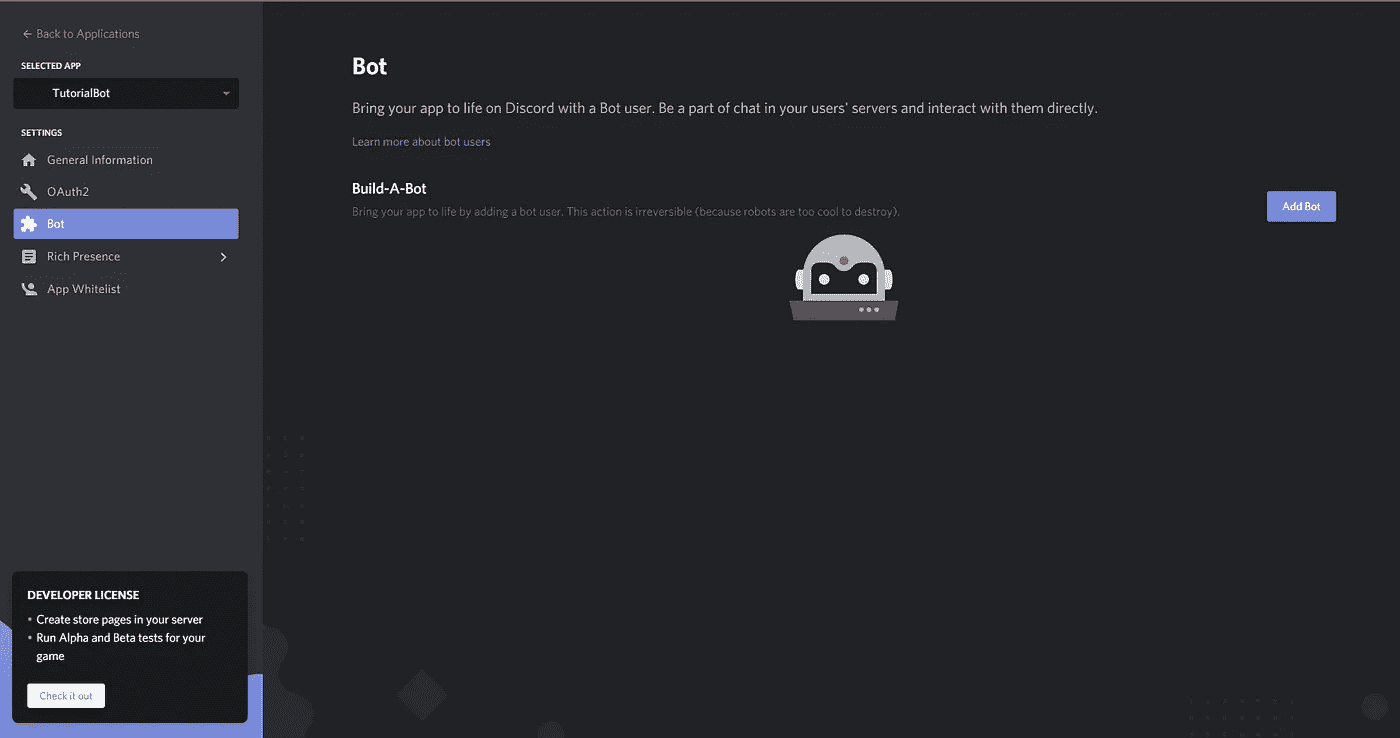 Back to Applications
SELECTED APP
TutorialBot
SETTINGS
General Information
OAuth2
Bot
Rich Presence
App Whitelist
DEVELOPER LICENSE
• Create store pages in your server
• Run Alpha and Beta tests for your
game
Check it out
Bot
Bring your app to life on Discord with a Bot user. Be a part of chat in your users' servers and interact with them directly.
Learn more about bot users
Build-A-Bot
Bring your app to life by adding a bot user. This action is irreversible (because robots are too cool to destroy).
Add Bot